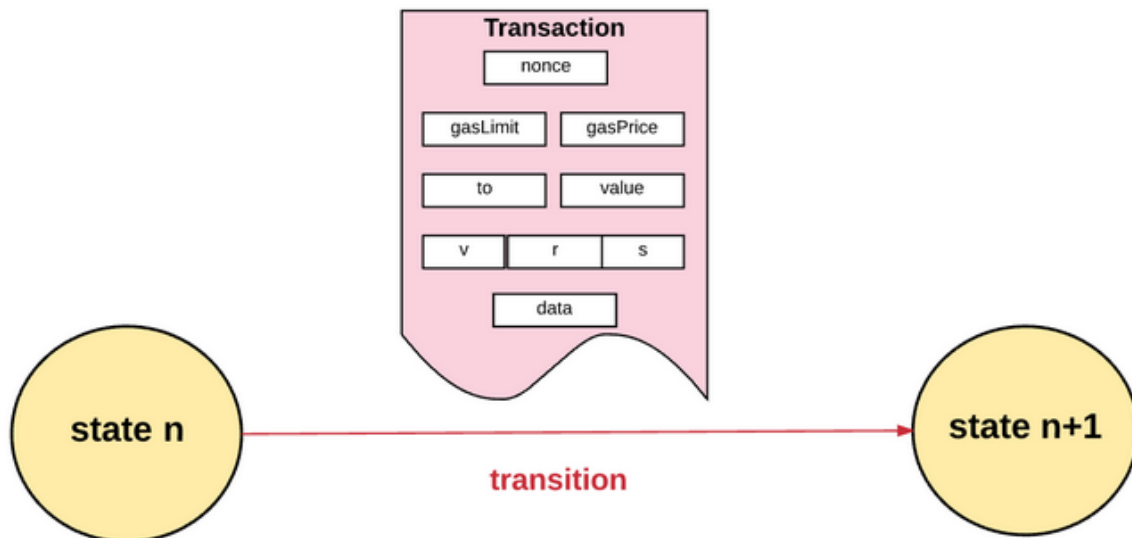 Transaction
nonce
gasLimit gasPrice
to value
v r s
data
state n
state n+1
transition